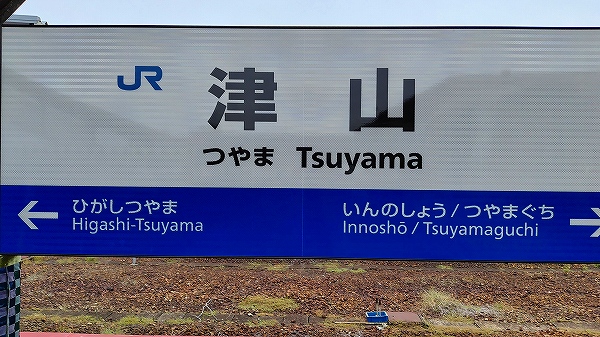 JR
津山
つやま Tsuyama
← ひがしつやま
Higashi-Tsuyama
いんのしょう / つやまぐち →
Innoshō / Tsuyamaguchi